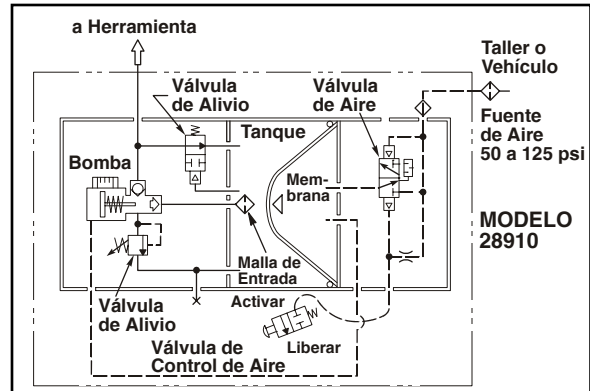 a Herramienta
Taller o
Vehículo
Válvula
de Alivio
Tanque
Válvula
de Aire
Fuente
de Aire
50 a 125 psi
Bomba
Mem-
brana
MODELO
28910
Malla de
Entrada
Válvula
de Alivio
Activar
Liberar
Válvula de
Control de Aire